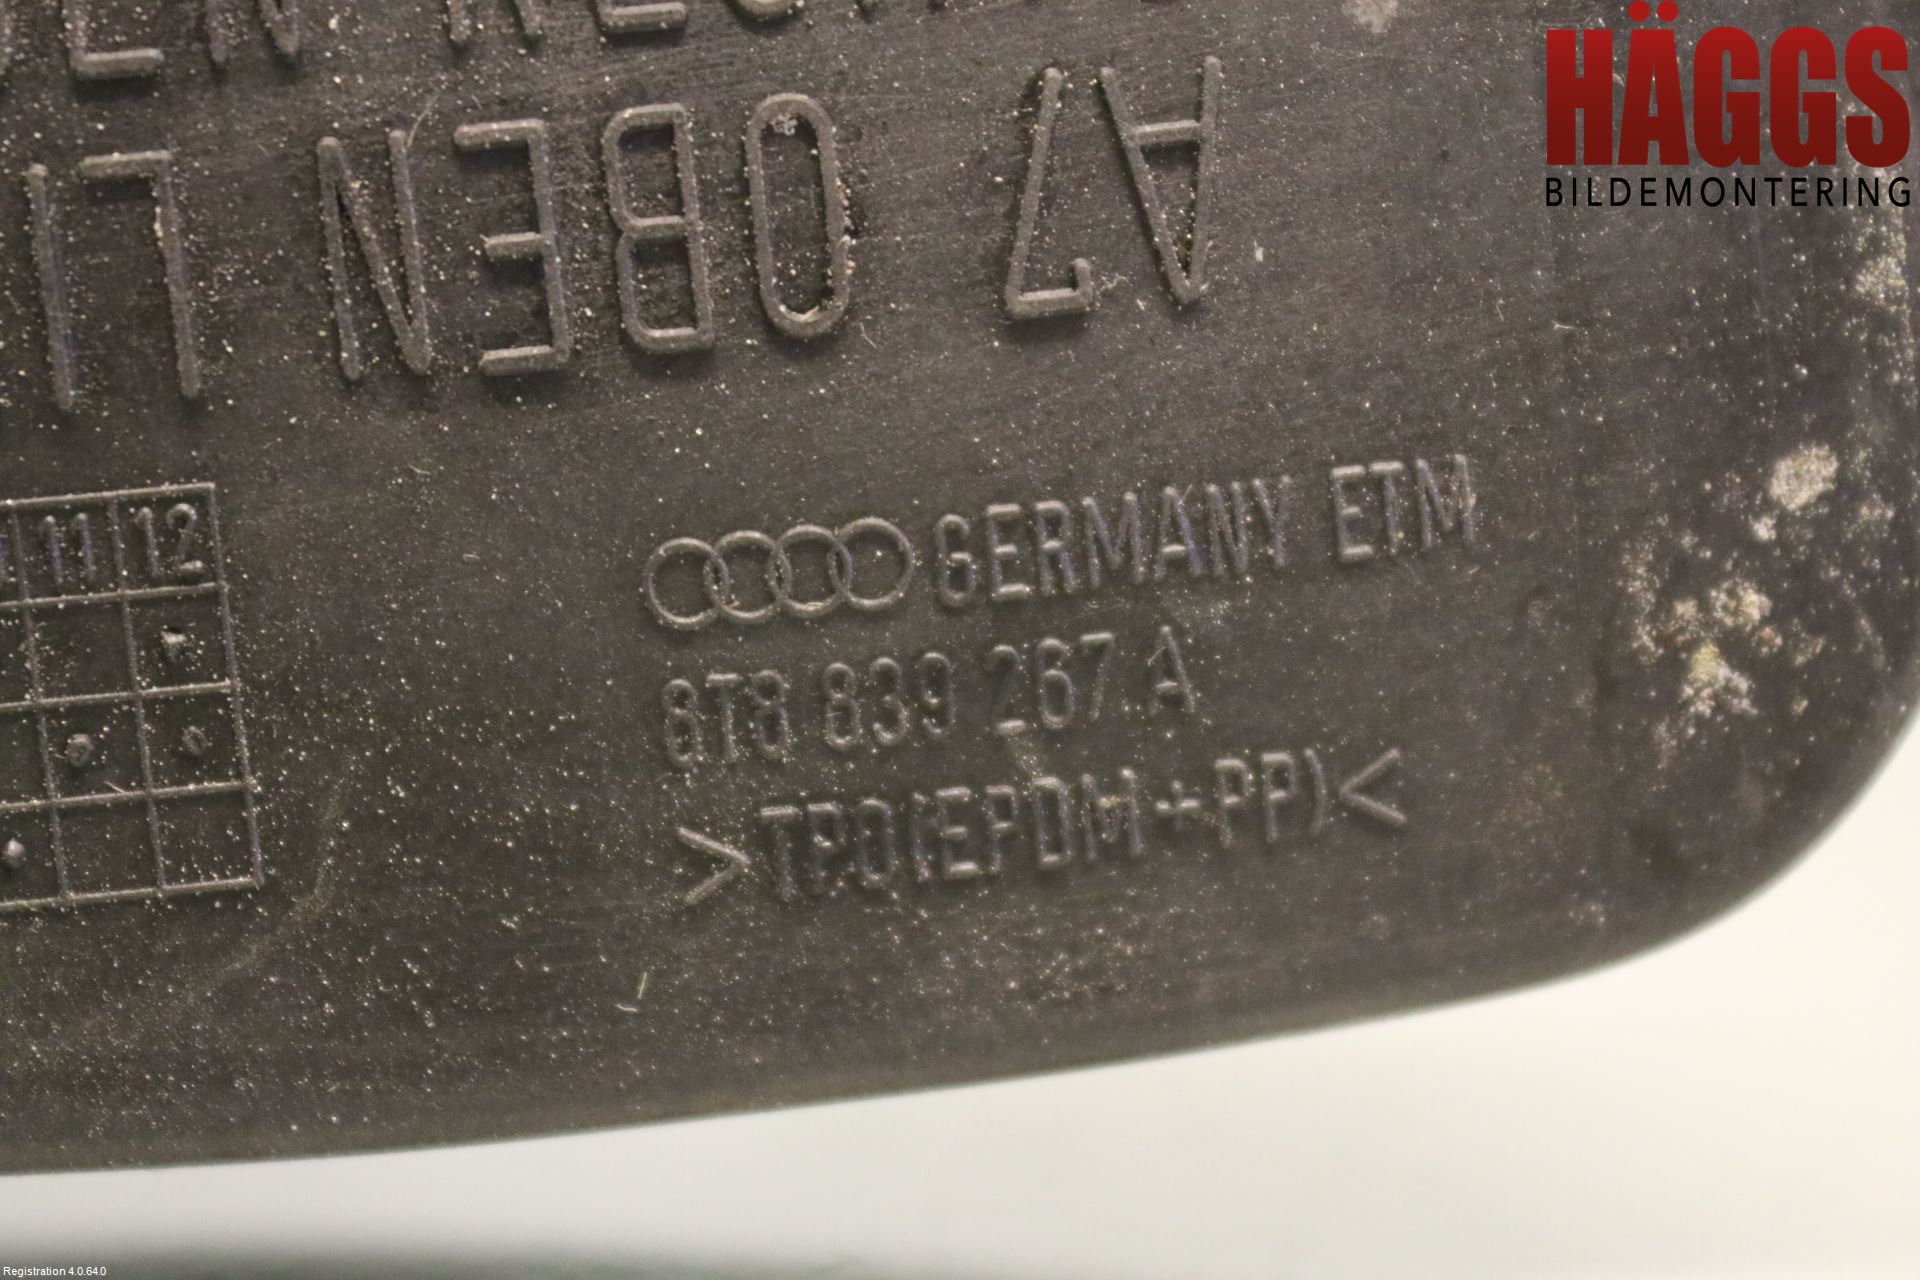 HÄGGS
BILDEMONTERING
A7 OBEN LI
11 12
GERMANY ETM
8T8 839 267 A
>TPO(EPDM+PP)<
Registration 4.0.64.0